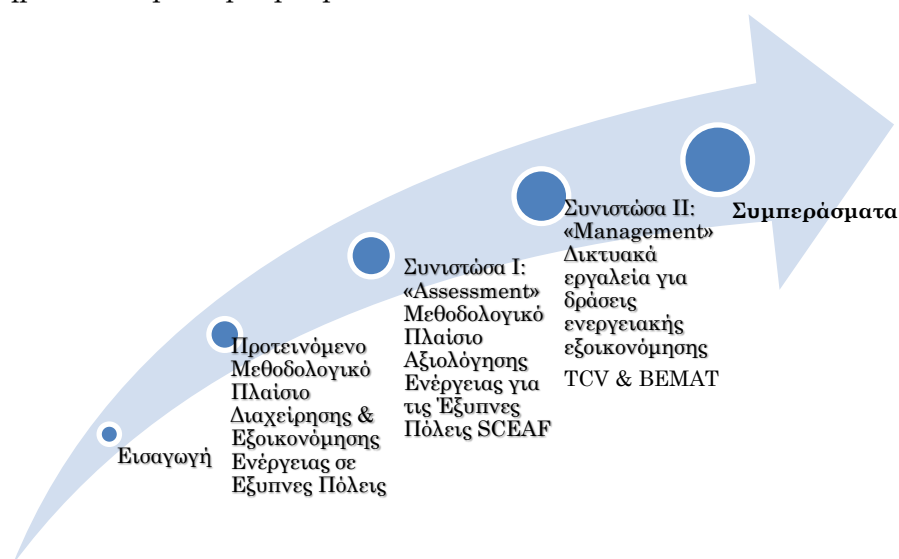 Εισαγωγή
Προτεινόμενο
Μεθοδολογικό
Πλαίσιο
Διαχείρησης &
Εξοικονόμησης
Ενέργειας σε
Εξυπνες Πόλεις
Συνιστώσα Ι:
«Assessment»
Μεθοδολογικό
Πλαίσιο
Αξιολόγησης
Ενέργειας για
τις Έξυπνες
Πόλεις SCEAF
Συνιστώσα ΙΙ:
«Management»
Δικτυακά
εργαλεία για
δράσεις
ενεργειακής
εξοικονόμησης
TCV & BEMAT
Συμπεράσματα